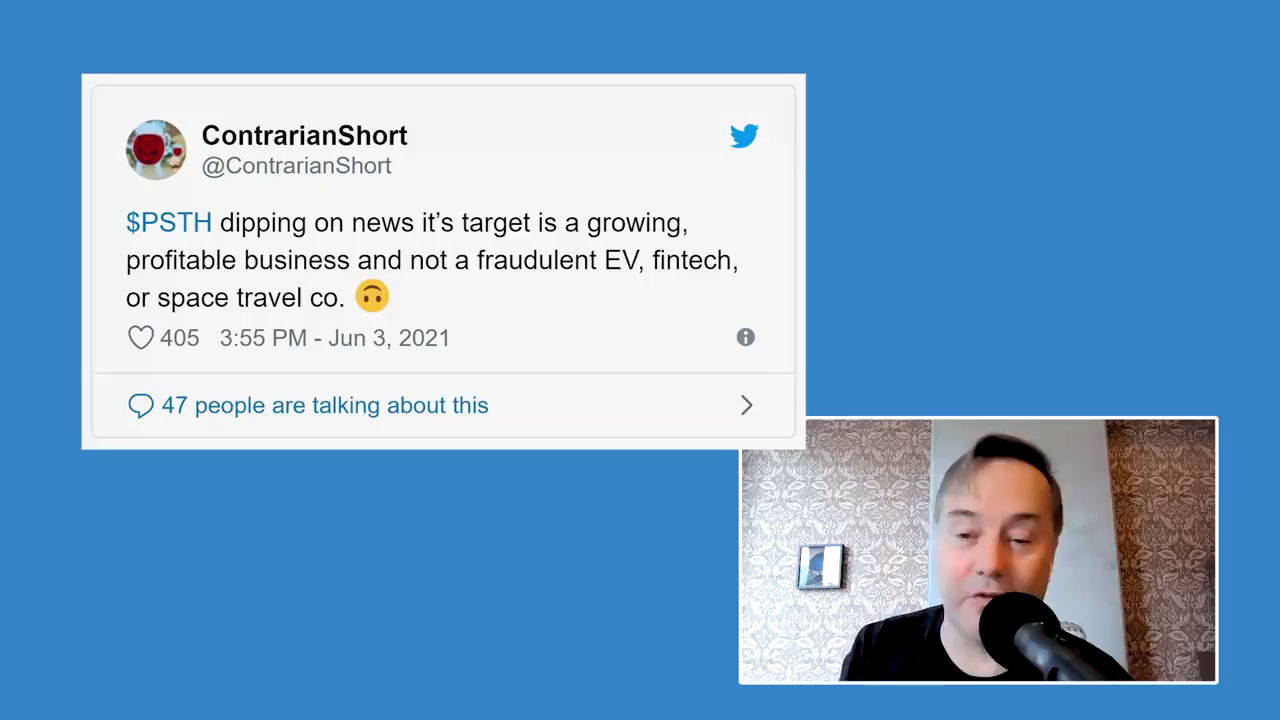 ContrarianShort
@ContrarianShort
$PSTH dipping on news it’s target is a growing,
profitable business and not a fraudulent EV, fintech,
or space travel co. 🙃
405 3:55 PM - Jun 3, 2021
47 people are talking about this